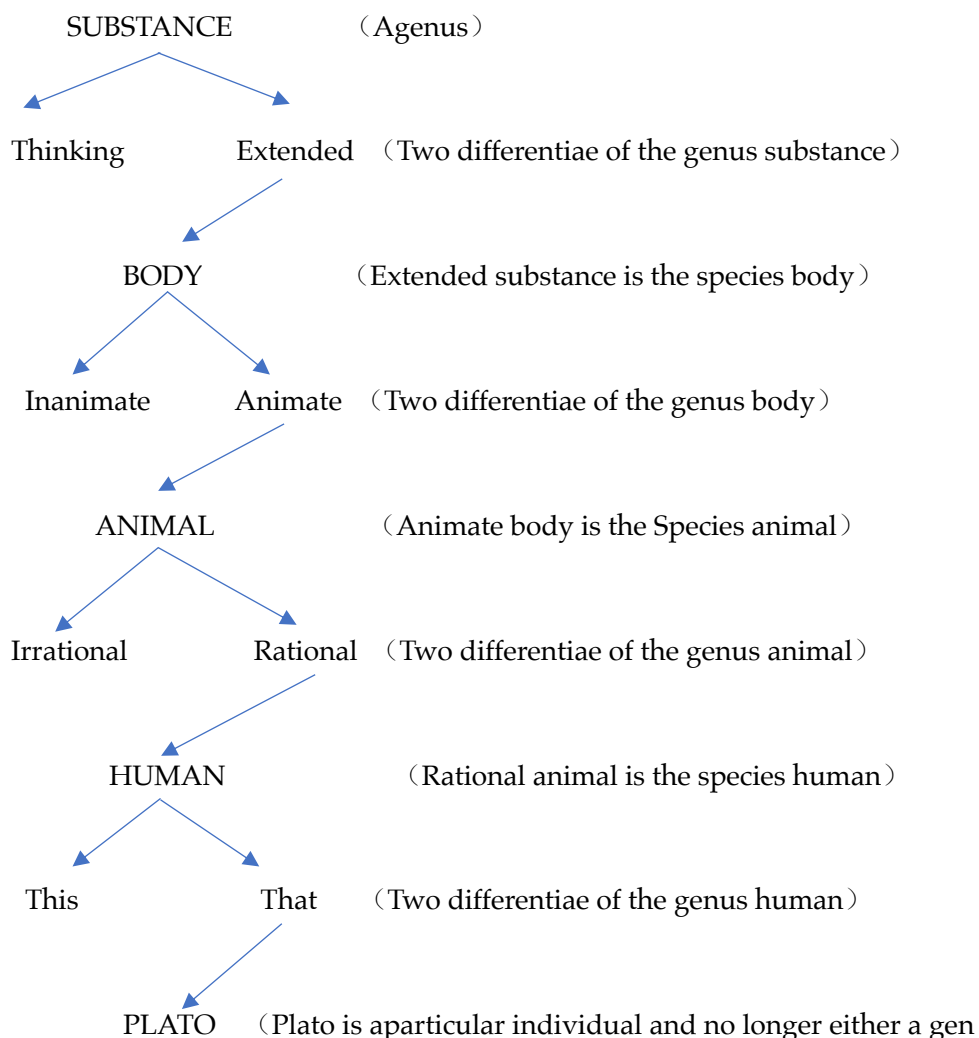 SUBSTANCE （Agenus）
Thinking Extended （Two differentiae of the genus substance）
BODY （Extended substance is the species body）
Inanimate Animate （Two differentiae of the genus body）
ANIMAL （Animate body is the Species animal）
Irrational Rational （Two differentiae of the genus animal）
HUMAN （Rational animal is the species human）
This That （Two differentiae of the genus human）
PLATO （Plato is aparticular individual and no longer either a gen